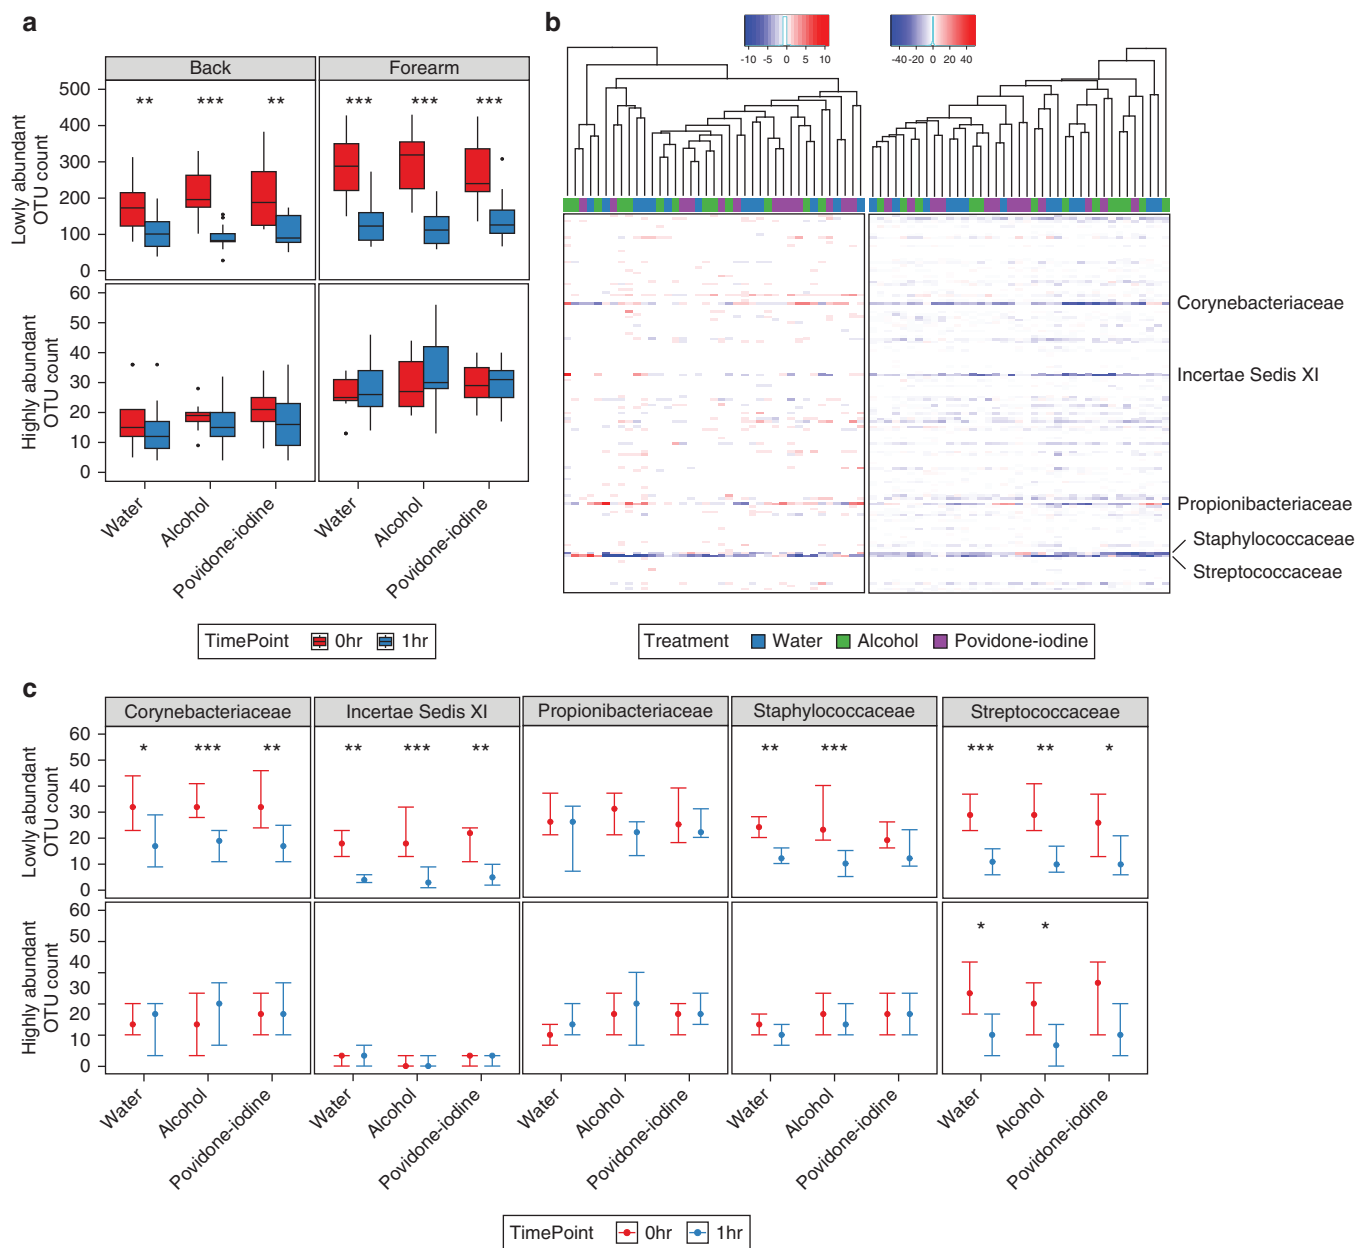 a
Back
Forearm
Lowly abundant
OTU count
500
400
300
200
100
0
** *** ** *** *** ***
Highly abundant
OTU count
60
50
40
30
20
10
0
Water
Alcohol
Povidone-iodine
Water
Alcohol
Povidone-iodine
TimePoint 0hr 1hr
b
-10 -5 0 5 10
-40 -20 0 20 40
Corynebacteriaceae
Incertae Sedis XI
Propionibacteriaceae
Staphylococcaceae
Streptococcaceae
Treatment Water Alcohol Povidone-iodine
c
Corynebacteriaceae
Incertae Sedis XI
Propionibacteriaceae
Staphylococcaceae
Streptococcaceae
Lowly abundant
OTU count
60
50
40
30
20
10
0
* *** ** ** *** ** ** *** *** ** *
Highly abundant
OTU count
60
50
40
30
20
10
0
* *
Water
Alcohol
Povidone-iodine
Water
Alcohol
Povidone-iodine
Water
Alcohol
Povidone-iodine
Water
Alcohol
Povidone-iodine
Water
Alcohol
Povidone-iodine
TimePoint 0hr 1hr